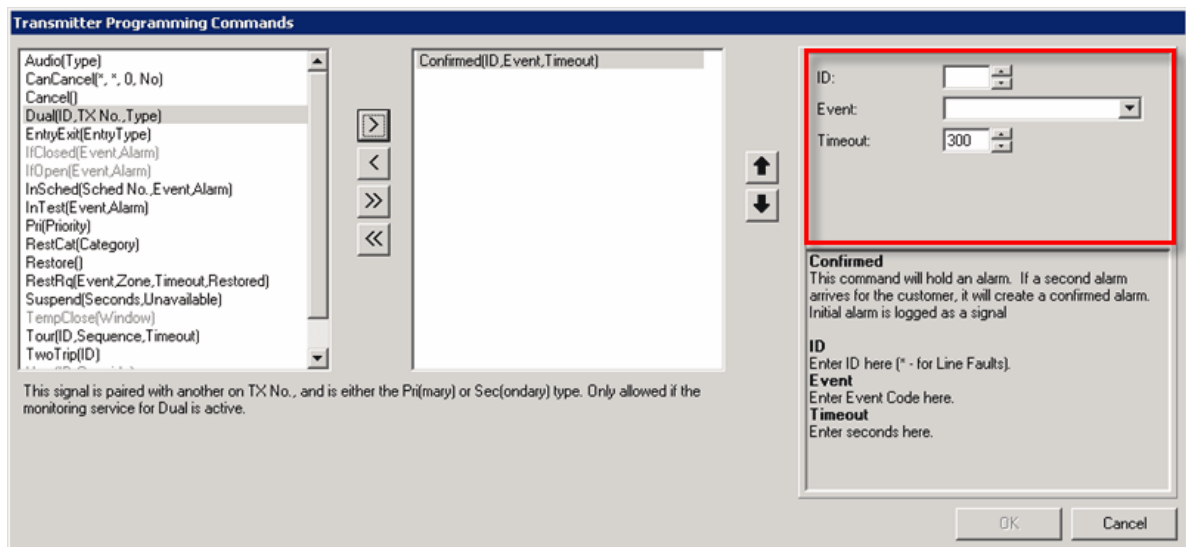 Transmitter Programming Commands
Audio(Type)
CanCancel(*, *, 0, No)
Cancel()
Dual(ID,TX No.,Type)
EntryExit(EntryType)
IfClosed(Event,Alarm)
IfOpen(Event,Alarm)
InSched(Sched No.,Event,Alarm)
InTest(Event,Alarm)
Pri(Priority)
RestCat(Category)
Restore()
RestRq(Event,Zone,Timeout,Restored)
Suspend(Seconds,Unavailable)
TempClose(Window)
Tour(ID,Sequence,Timeout)
TwoTrip(ID)
>
<
>>
<<
Confirmed(ID,Event,Timeout)
ID:
Event:
Timeout: 300
Confirmed
This command will hold an alarm. If a second alarm
arrives for the customer, it will create a confirmed alarm.
Initial alarm is logged as a signal
ID
Enter ID here (* - for Line Faults).
Event
Enter Event Code here.
Timeout
Enter seconds here.
This signal is paired with another on TX No., and is either the Pri(mary) or Sec(ondary) type. Only allowed if the
monitoring service for Dual is active.
OK
Cancel